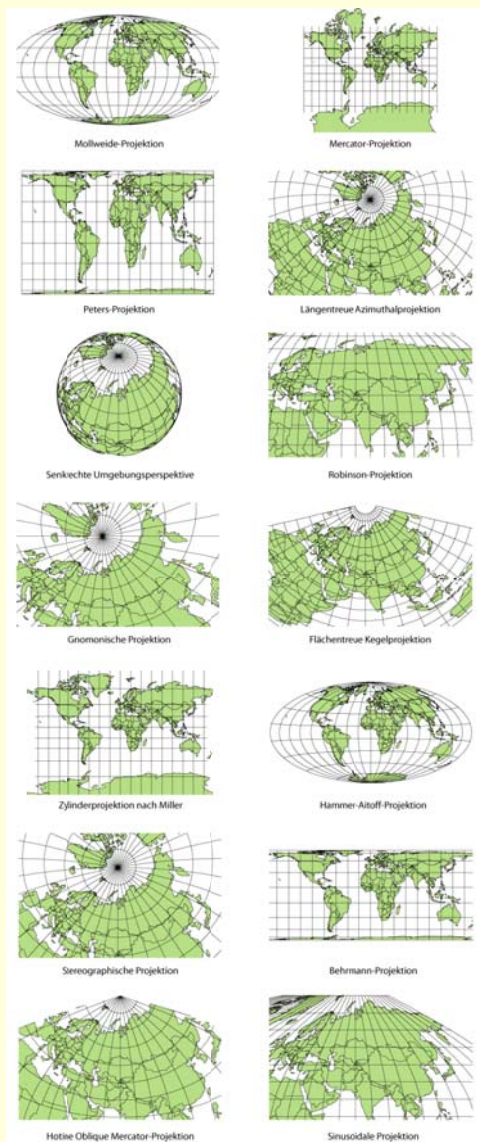 Mollweide-Projektion
Mercator-Projektion
Peters-Projektion
Längentreue Azimuthalprojektion
Senkrechte Umgebungsperspektive
Robinson-Projektion
Gnomonische Projektion
Flächentreue Kegelprojektion
Zylinderprojektion nach Miller
Hammer-Aitoff-Projektion
Stereographische Projektion
Behrmann-Projektion
Hotine Oblique Mercator-Projektion
Sinusoidale Projektion